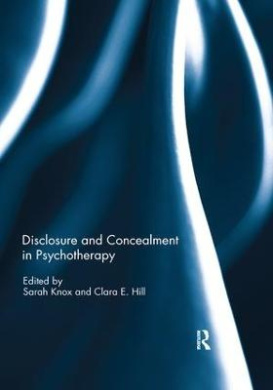 Disclosure and Concealment
in Psychotherapy
Edited by
Sarah Knox and Clara E. Hill
R